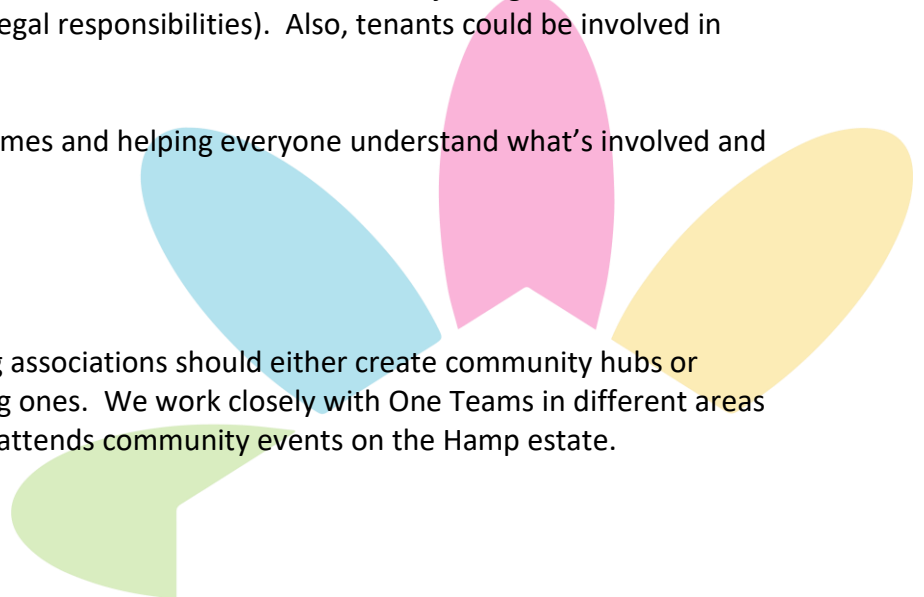 egal responsibilities).  Also, tenants could be involved in
mes and helping everyone understand what’s involved and
g associations should either create community hubs or
g ones.  We work closely with One Teams in different areas
attends community events on the Hamp estate.